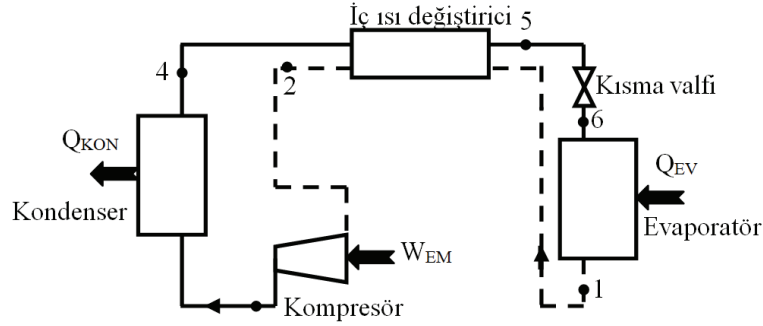 İç ısı değiştirici
5
4
2
Kısma valfi
6
QKON
QEV
Kondenser
Evaporatör
WEM
1
Kompresör